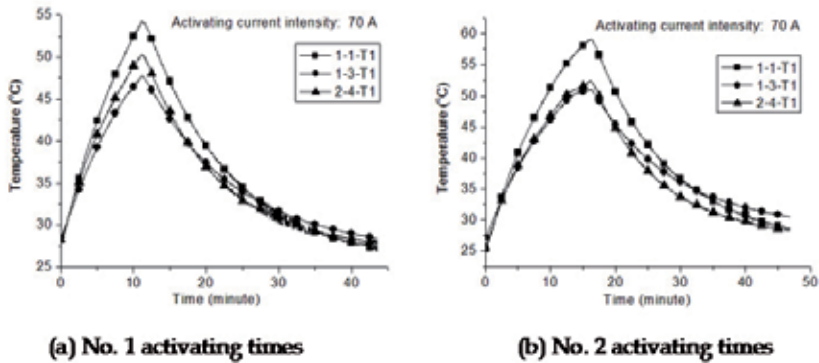 Activating current intensity: 70 A
1-1-T1
1-3-T1
2-4-T1
Temperature (°C)
55
50
45
40
35
30
25
0
10
20
30
40
Time (minute)
(a) No. 1 activating times
Activating current intensity: 70 A
1-1-T1
1-3-T1
2-4-T1
Temperature (°C)
60
55
50
45
40
35
30
25
0
10
20
30
40
50
Time (minute)
(b) No. 2 activating times